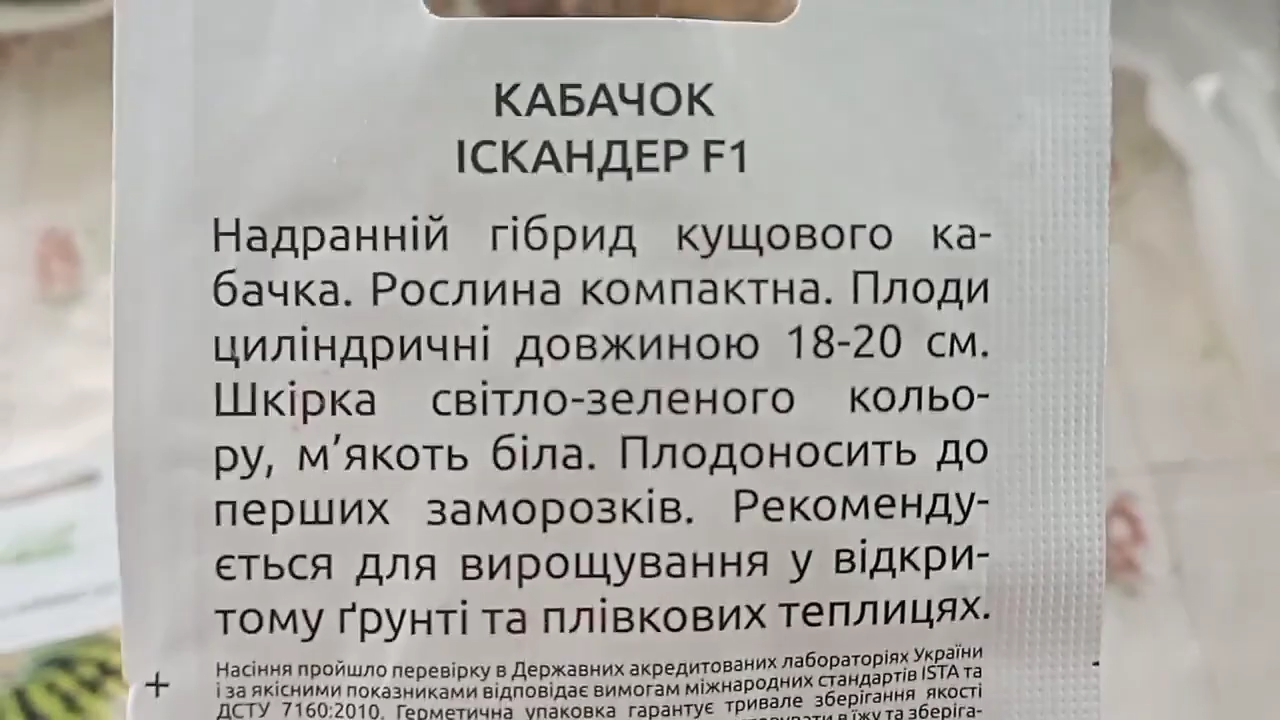 КАБАЧОК
ІСКАНДЕР F1
Надранній гібрид кущового ка-
бачка. Рослина компактна. Плоди
циліндричні довжиною 18-20 см.
Шкірка світло-зеленого кольо-
ру, м’якоть біла. Плодоносить до
перших заморозків. Рекоменду-
ється для вирощування у відкри-
тому ґрунті та плівкових теплицях.
Насіння пройшло перевірку в Державних акредитованих лабораторіях України
і за якісними показниками відповідає вимогам міжнародних стандартів ISTA та
ДСТУ 7160:2010. Герметична упаковка гарантує тривале зберігання якості
в їжу та зберіга-